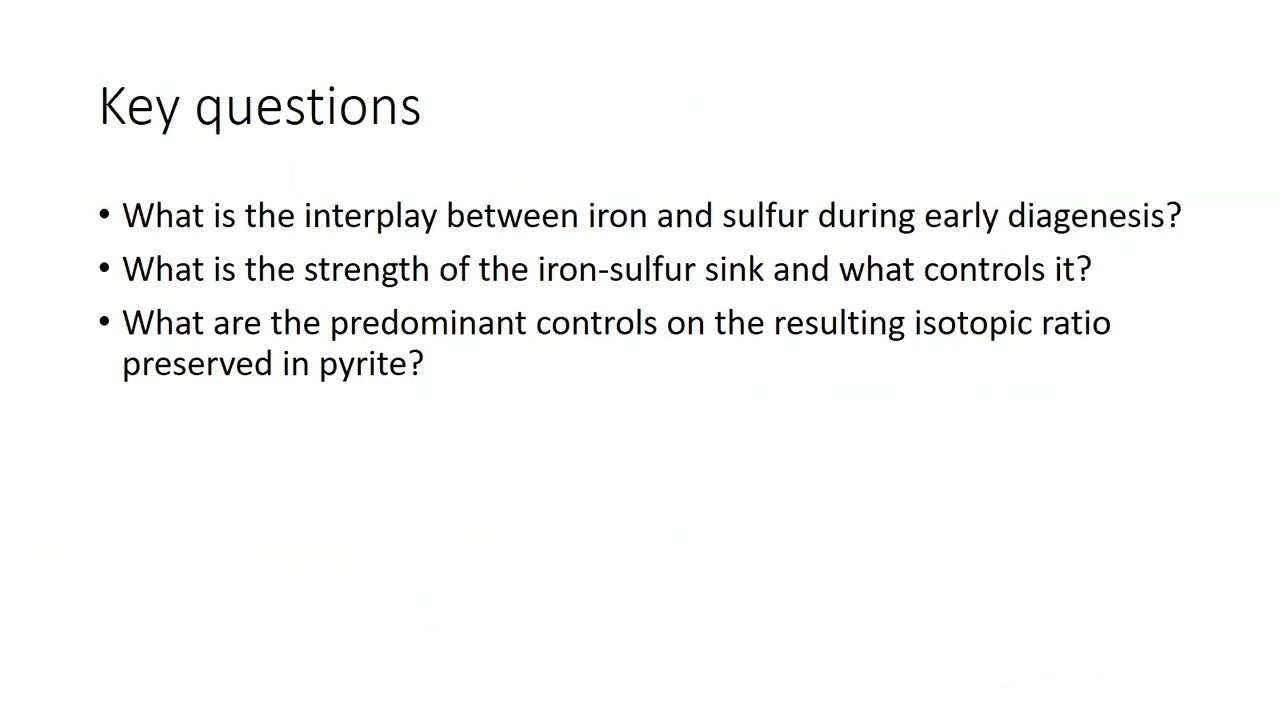 Key questions
• What is the interplay between iron and sulfur during early diagenesis?
• What is the strength of the iron-sulfur sink and what controls it?
• What are the predominant controls on the resulting isotopic ratio
preserved in pyrite?